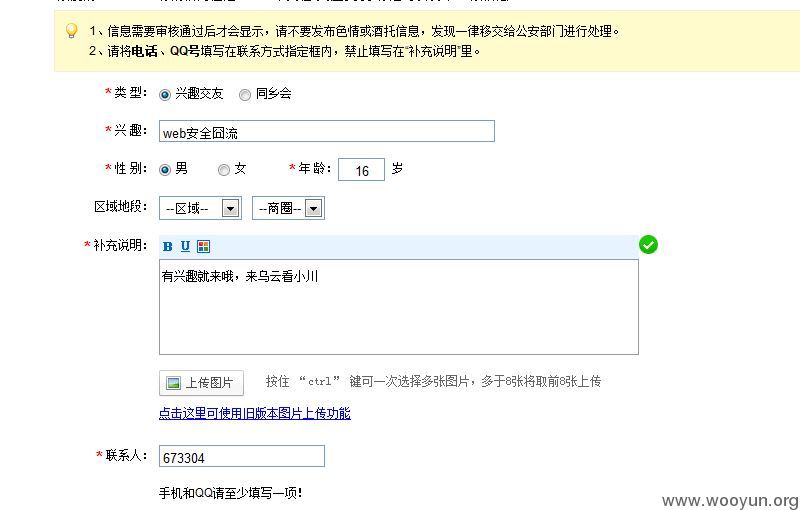 1、信息需要审核通过后才会显示，请不要发布色情或酒托信息，发现一律移交给公安部门进行处理。
2、请将电话、QQ号填写在联系方式指定框内，禁止填写在“补充说明”里。
*类 型： 兴趣交友 同乡会
*兴 趣： web安全囧流
*性 别： 男 女 *年 龄： 16 岁
区域地段： --区域-- --商圈--
*补充说明： B U
有兴趣就来哦，来乌云看小川
上传图片 按住 “ctrl” 键可一次选择多张图片，多于8张将取前8张上传
点击这里可使用旧版本图片上传功能
*联系人： 673304
手机和QQ请至少填写一项！
www.wooyun.org